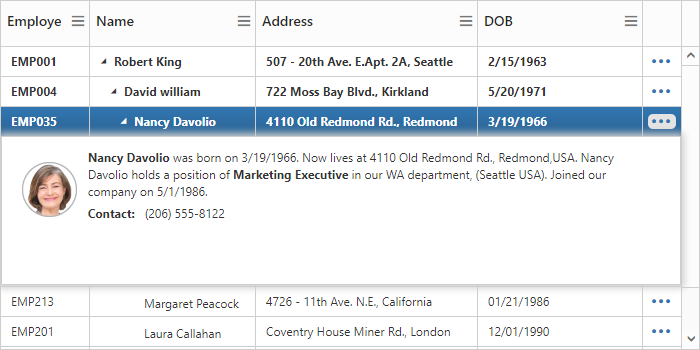 Employe Name Address DOB
EMP001 Robert King 507 - 20th Ave. E.Apt. 2A, Seattle 2/15/1963
EMP004 David william 722 Moss Bay Blvd., Kirkland 5/20/1971
EMP035 Nancy Davolio 4110 Old Redmond Rd., Redmond 3/19/1966
Nancy Davolio was born on 3/19/1966. Now lives at 4110 Old Redmond Rd., Redmond,USA. Nancy
Davolio holds a position of Marketing Executive in our WA department, (Seattle USA). Joined our
company on 5/1/1986.
Contact: (206) 555-8122
EMP213 Margaret Peacock 4726 - 11th Ave. N.E., California 01/21/1986
EMP201 Laura Callahan Coventry House Miner Rd., London 12/01/1990